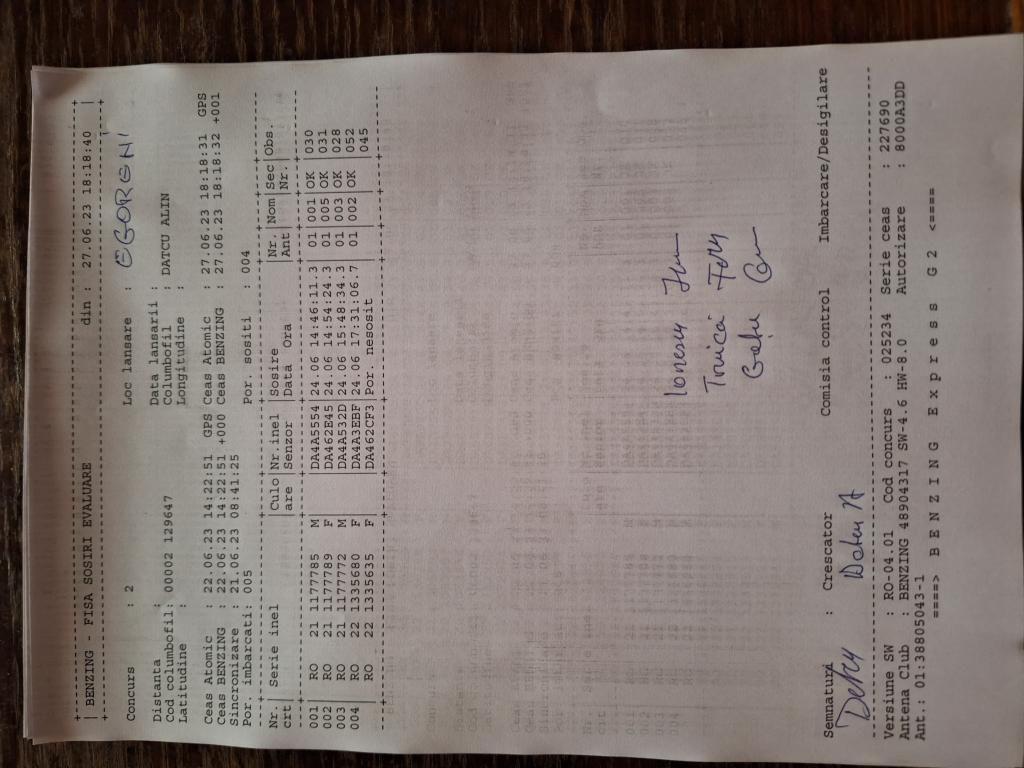 BENZING - FISA SOSIRI EVALUARE din : 27.06.23 18:18:40
Concurs : 2 Loc lansare : EGORENI
Distanta : Data lansarii :
Cod columbofil: 00002 129647 Columbofil : DATCU ALIN
Latitudine : Longitudine :
Ceas Atomic : 22.06.23 14:22:51 GPS Ceas Atomic : 27.06.23 18:18:31 GPS
Ceas BENZING : 22.06.23 14:22:51 +000 Ceas BENZING : 27.06.23 18:18:32 +001
Sincronizare : 21.06.23 08:41:25
Por. imbarcati: 005 Por. sositi : 004
Nr. | Serie inel | Culo | Nr.inel | Sosire | Nr. | Nom | Sec | Obs.
crt | are | Senzor | Data Ora | Ant | Nr. |
001 | RO 21 1177785 M | DA4A5554 | 24.06 14:46:11.3 | 01 | 001 | OK | 030
002 | RO 21 1177789 F | DA462E45 | 24.06 14:54:24.3 | 01 | 005 | OK | 031
003 | RO 21 1177772 M | DA4A532D | 24.06 15:48:34.3 | 01 | 003 | OK | 028
004 | RO 22 1335680 F | DA4A3EBF | 24.06 17:31:06.7 | 01 | 002 | OK | 052
RO 22 1335635 F | DA462CF3 | Por. nesosit | 045
Ionescu
Truică
Semnatura : Crescator Comisia control Imbarcare/Desigilare
Versiune SW : RO-04.01 Cod concurs : 025234 Serie ceas : 227690
Antena Club : BENZING 48904317 SW-4.6 HW-8.0 Autorizare : 8000A3DD
Ant.: 01:38805043-1
====> B E N Z I N G E x p r e s s G 2 <====